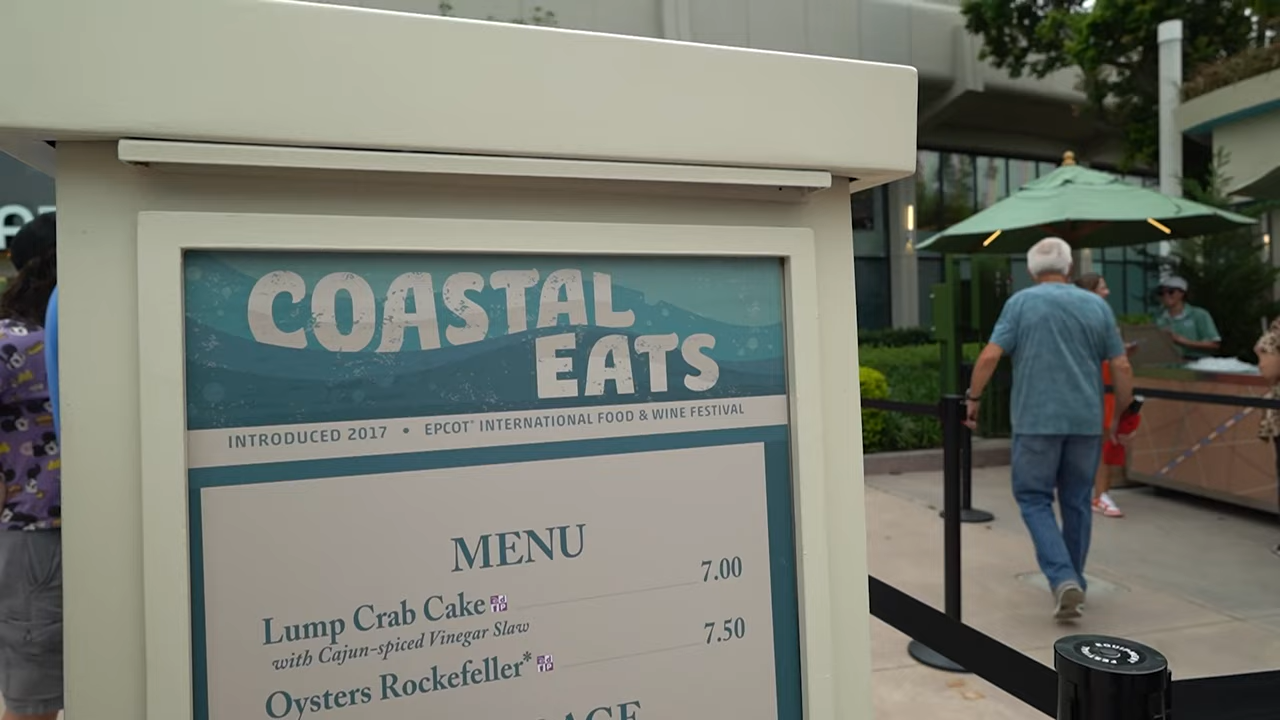 COASTAL
EATS
INTRODUCED 2017 • EPCOT® INTERNATIONAL FOOD & WINE FESTIVAL
MENU
Lump Crab Cake 7.00
with Cajun-spiced Vinegar Slaw
Oysters Rockefeller* 7.50